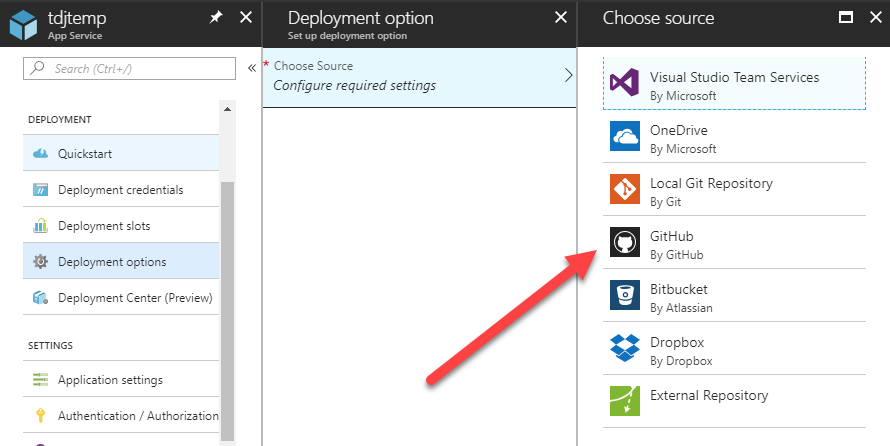 tdjtemp
App Service
Search (Ctrl+/)
DEPLOYMENT
Quickstart
Deployment credentials
Deployment slots
Deployment options
Deployment Center (Preview)
SETTINGS
Application settings
Authentication / Authorization
Deployment option
Set up deployment option
* Choose Source
Configure required settings
Choose source
Visual Studio Team Services
By Microsoft
OneDrive
By Microsoft
Local Git Repository
By Git
GitHub
By GitHub
Bitbucket
By Atlassian
Dropbox
By Dropbox
External Repository